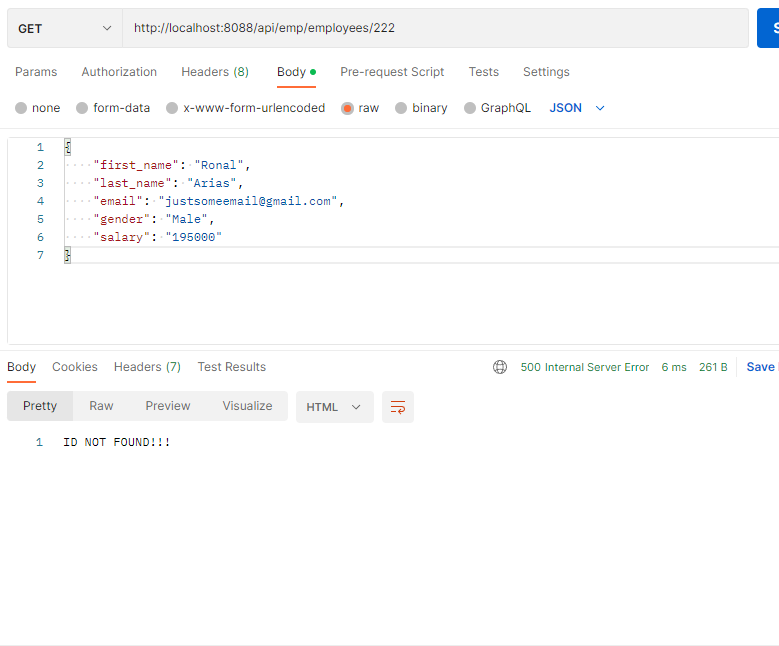 GET http://localhost:8088/api/emp/employees/222
Params Authorization Headers (8) Body Pre-request Script Tests Settings
none form-data x-www-form-urlencoded raw binary GraphQL JSON
1 {
2 "first_name": "Ronal",
3 "last_name": "Arias",
4 "email": "justsomeemail@gmail.com",
5 "gender": "Male",
6 "salary": "195000"
7 }
Body Cookies Headers (7) Test Results 500 Internal Server Error 6 ms 261 B Save
Pretty Raw Preview Visualize HTML
1 ID NOT FOUND!!!